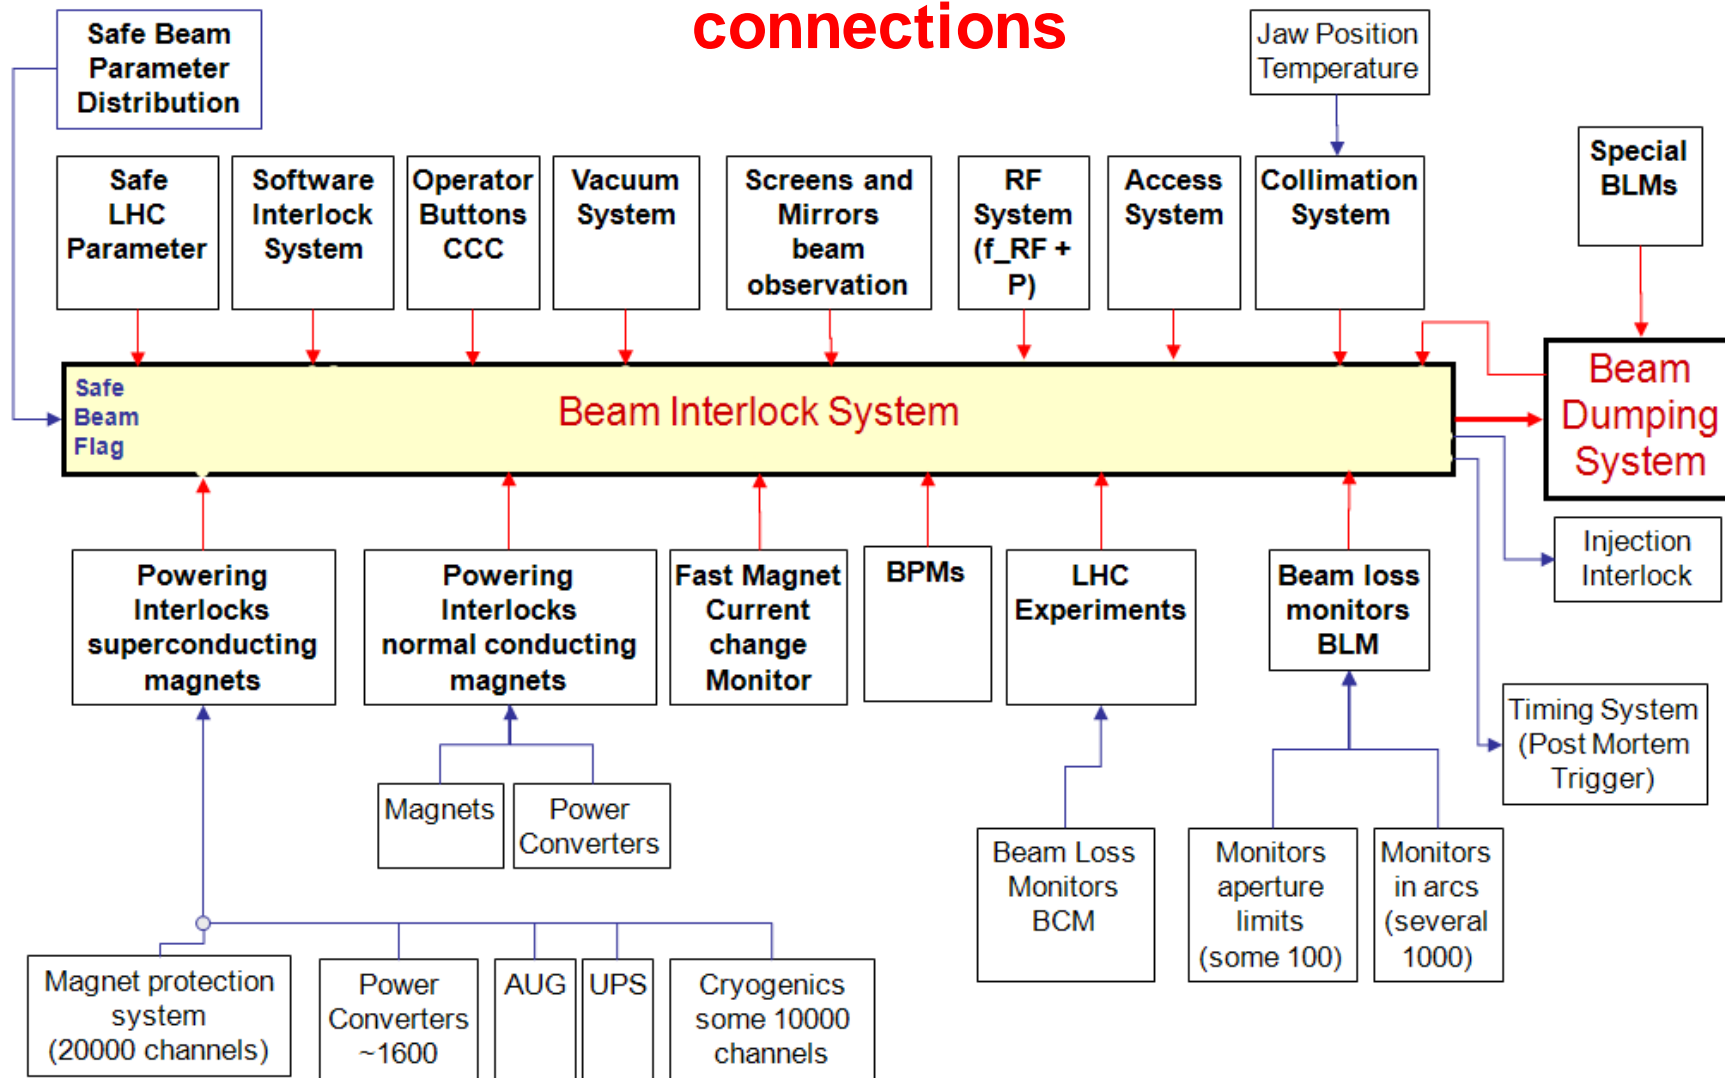 connections
Safe Beam
Parameter
Distribution
Jaw Position
Temperature
Special
BLMs
Safe
LHC
Parameter
Software
Interlock
System
Operator
Buttons
CCC
Vacuum
System
Screens and
Mirrors
beam
observation
RF
System
(f_RF +
P)
Access
System
Collimation
System
Safe
Beam
Flag
Beam Interlock System
Beam
Dumping
System
Injection
Interlock
Powering
Interlocks
superconducting
magnets
Powering
Interlocks
normal conducting
magnets
Fast Magnet
Current
change
Monitor
BPMs
LHC
Experiments
Beam loss
monitors
BLM
Timing System
(Post Mortem
Trigger)
Magnets
Power
Converters
Beam Loss
Monitors
BCM
Monitors
aperture
limits
(some 100)
Monitors
in arcs
(several
1000)
Magnet protection
system
(20000 channels)
Power
Converters
~1600
AUG
UPS
Cryogenics
some 10000
channels